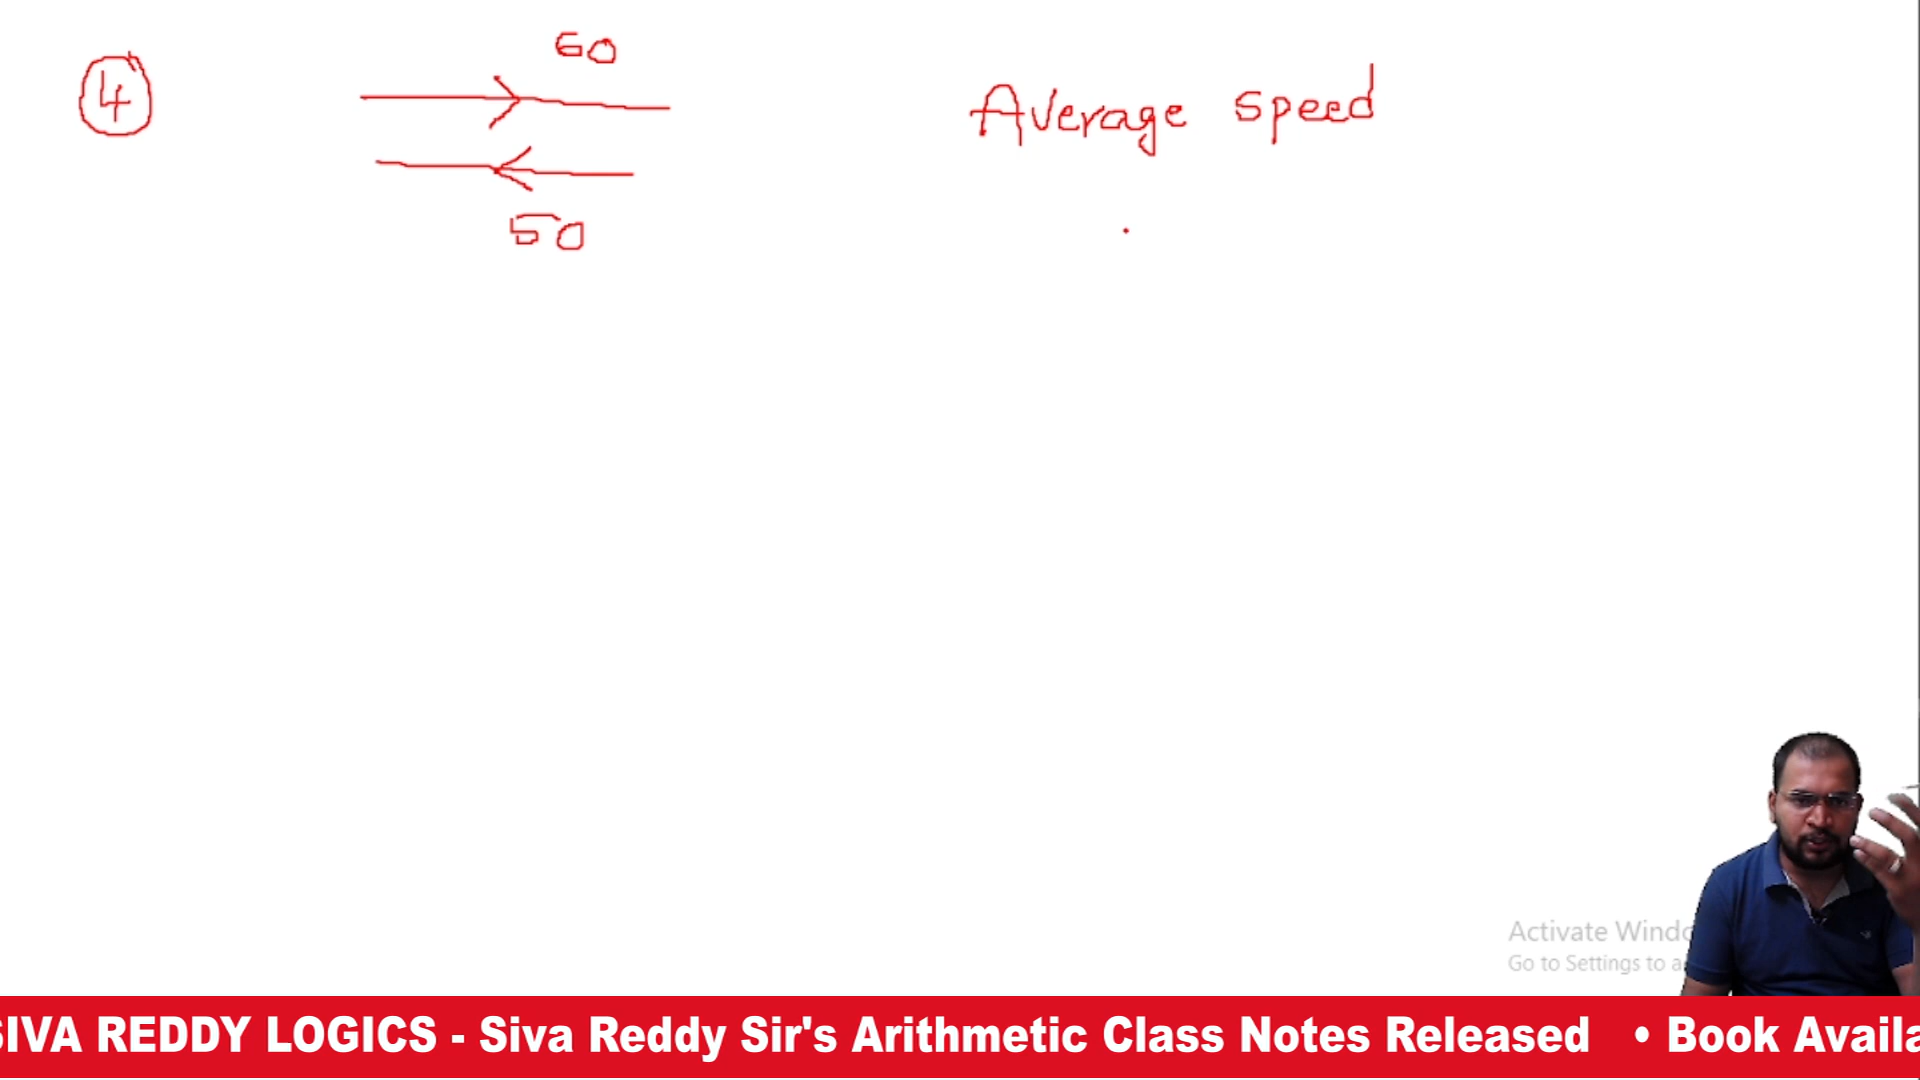 4
60
50
Average speed
Activate Windo
Go to Settings to a
SIVA REDDY LOGICS - Siva Reddy Sir's Arithmetic Class Notes Released • Book Availa